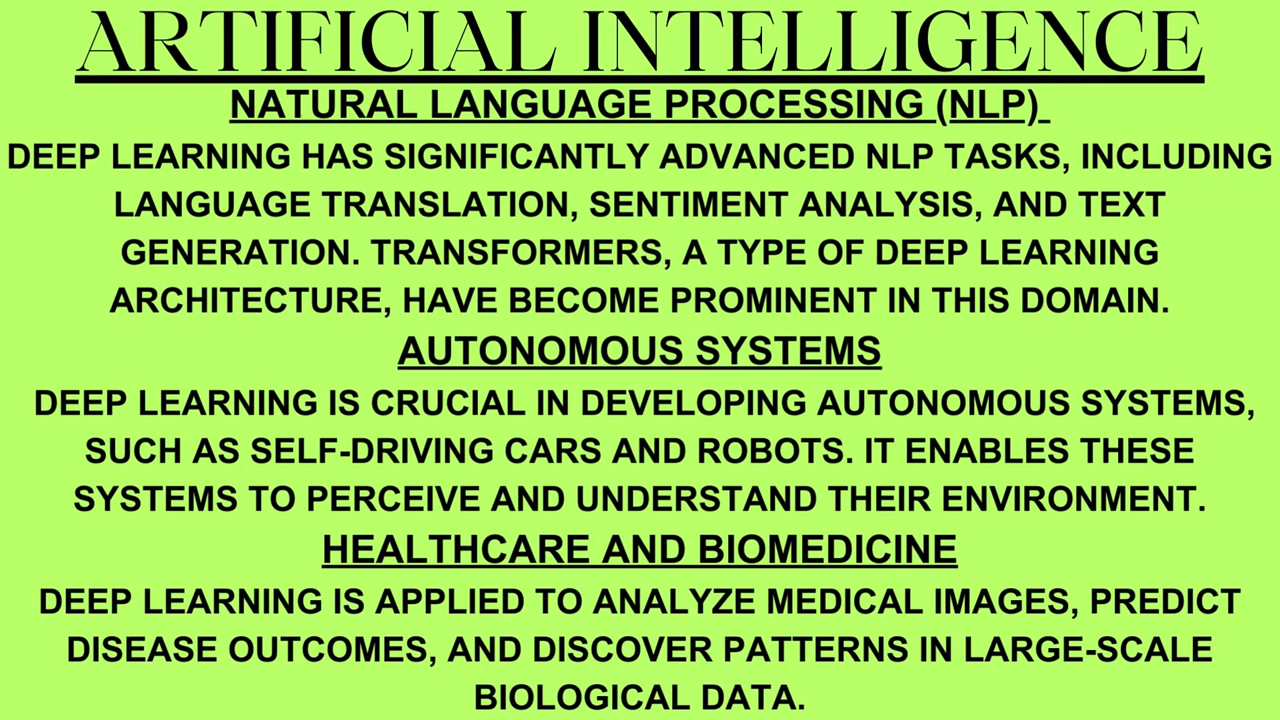 ARTIFICIAL INTELLIGENCE
NATURAL LANGUAGE PROCESSING (NLP)
DEEP LEARNING HAS SIGNIFICANTLY ADVANCED NLP TASKS, INCLUDING
LANGUAGE TRANSLATION, SENTIMENT ANALYSIS, AND TEXT
GENERATION. TRANSFORMERS, A TYPE OF DEEP LEARNING
ARCHITECTURE, HAVE BECOME PROMINENT IN THIS DOMAIN.
AUTONOMOUS SYSTEMS
DEEP LEARNING IS CRUCIAL IN DEVELOPING AUTONOMOUS SYSTEMS,
SUCH AS SELF-DRIVING CARS AND ROBOTS. IT ENABLES THESE
SYSTEMS TO PERCEIVE AND UNDERSTAND THEIR ENVIRONMENT.
HEALTHCARE AND BIOMEDICINE
DEEP LEARNING IS APPLIED TO ANALYZE MEDICAL IMAGES, PREDICT
DISEASE OUTCOMES, AND DISCOVER PATTERNS IN LARGE-SCALE
BIOLOGICAL DATA.